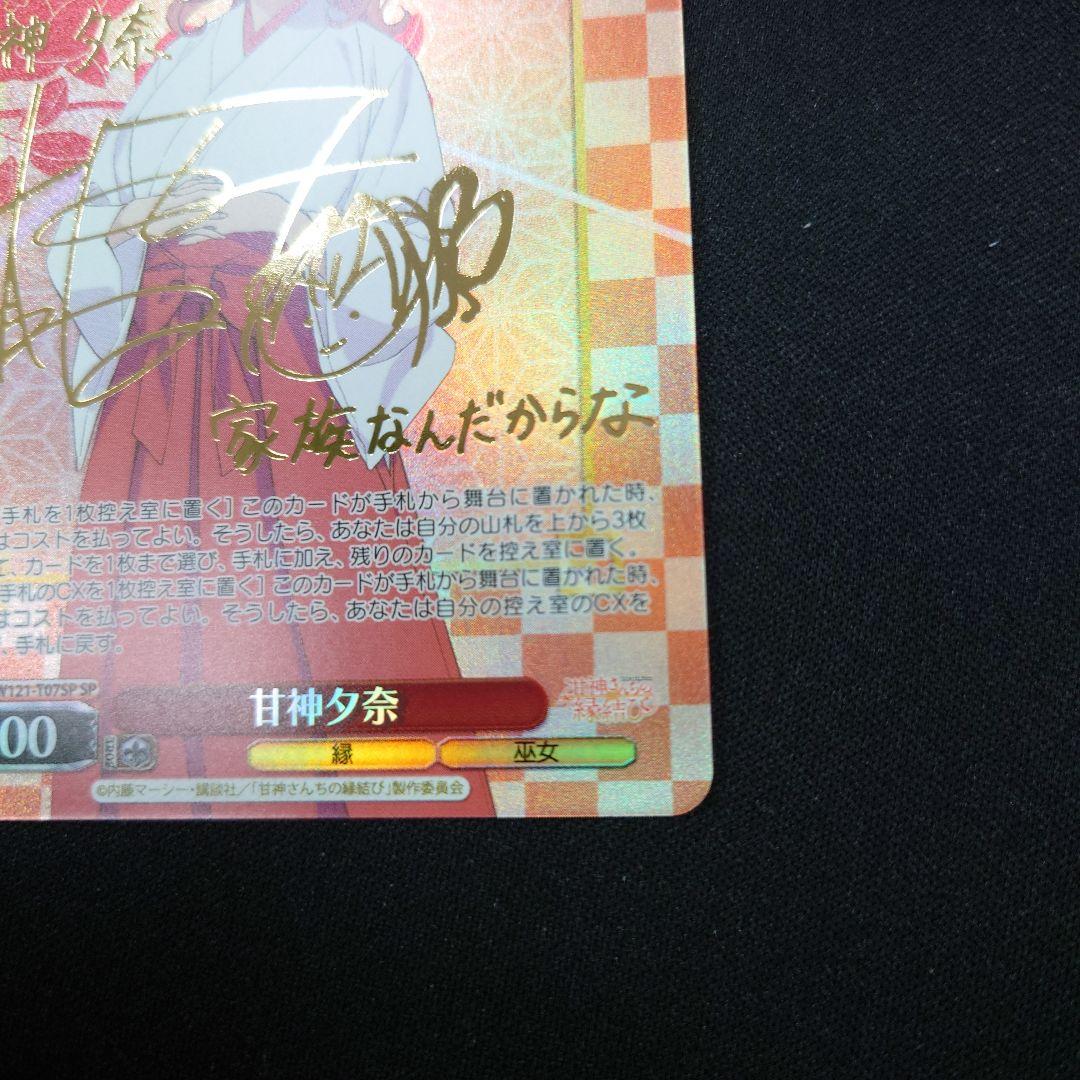 神夕奈
家族なんだからな
手札を1枚控え室に置く］このカードが手札から舞台に置かれた時、
はコストを払ってよい。そうしたら、あなたは自分の山札を上から3枚
て、カードを1枚まで選び、手札に加え、残りのカードを控え室に置く。
手札のCXを1枚控え室に置く］このカードが手札から舞台に置かれた時、
はコストを払ってよい。そうしたら、あなたは自分の控え室のCXを
、手札に戻す。
W121-T07SP SP
甘神夕奈
甘神さんちの
縁結び
00
縁 巫女
©内藤マーシー・講談社／「甘神さんちの縁結び」製作委員会